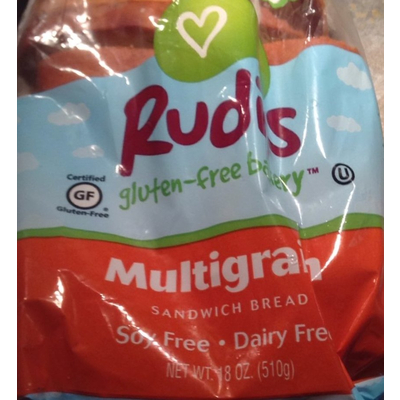 Rudis
gluten-free bakery™
U
Certified
GF
Gluten-Free®
Multigrain
SANDWICH BREAD
Soy Free • Dairy Free
NET WT. 18 OZ. (510g)